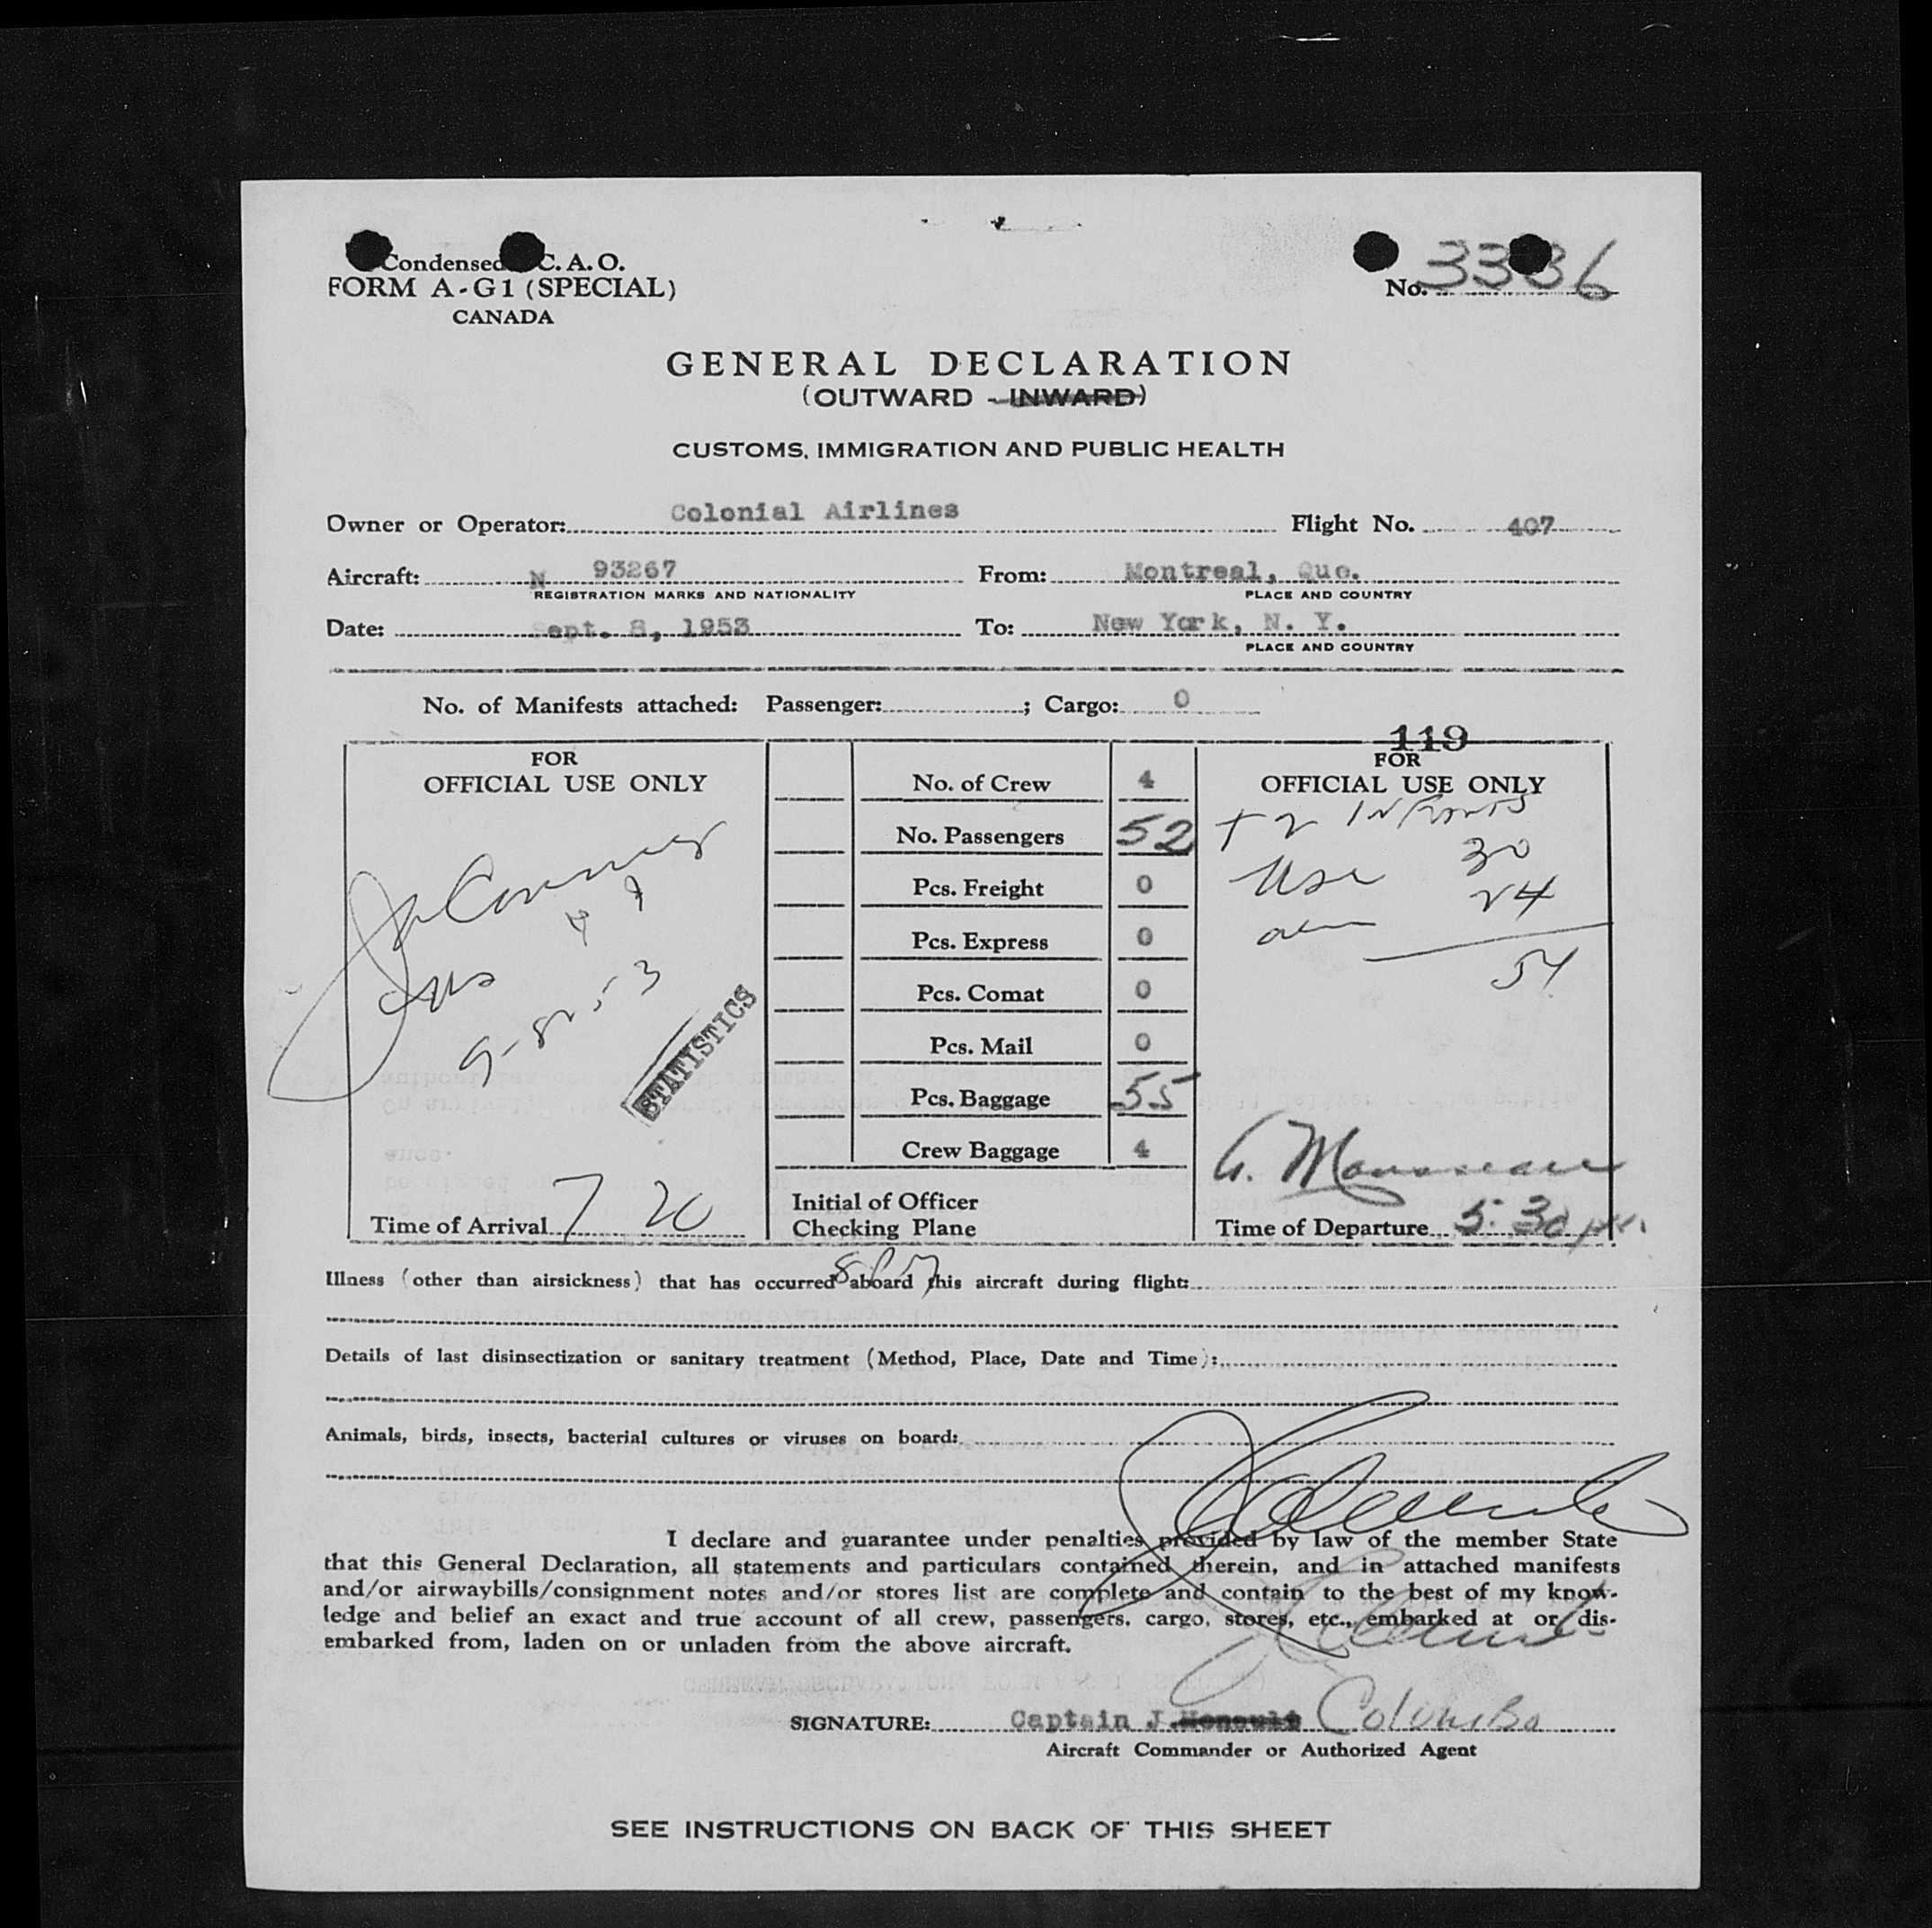 Condensed C. A. O.
FORM A-G1 (SPECIAL)
CANADA
No. 3336
GENERAL DECLARATION
(OUTWARD - INWARD)
CUSTOMS, IMMIGRATION AND PUBLIC HEALTH
Owner or Operator: Colonial Airlines Flight No. 407
Aircraft: N 93267 From: Montreal, Que.
REGISTRATION MARKS AND NATIONALITY PLACE AND COUNTRY
Date: Sept. 8, 1953 To: New York, N. Y.
PLACE AND COUNTRY
No. of Manifests attached: Passenger: ; Cargo: 0
119
FOR
OFFICIAL USE ONLY
9-8-53
STATISTICS
Time of Arrival 7 20
No. of Crew 4
No. Passengers 52
Pcs. Freight 0
Pcs. Express 0
Pcs. Comat 0
Pcs. Mail 0
Pcs. Baggage 55
Crew Baggage 4
Initial of Officer
Checking Plane
FOR
OFFICIAL USE ONLY
+ 2 Infants
USC 30
24
54
Time of Departure 5:30 p.m.
Illness (other than airsickness) that has occurred aboard this aircraft during flight:
Details of last disinsectization or sanitary treatment (Method, Place, Date and Time):
Animals, birds, insects, bacterial cultures or viruses on board:
I declare and guarantee under penalties provided by law of the member State
that this General Declaration, all statements and particulars contained therein, and in attached manifests
and/or airwaybills/consignment notes and/or stores list are complete and contain to the best of my know-
ledge and belief an exact and true account of all crew, passengers, cargo, stores, etc., embarked at or dis-
embarked from, laden on or unladen from the above aircraft.
SIGNATURE: Captain J. Colombo
Aircraft Commander or Authorized Agent
SEE INSTRUCTIONS ON BACK OF THIS SHEET